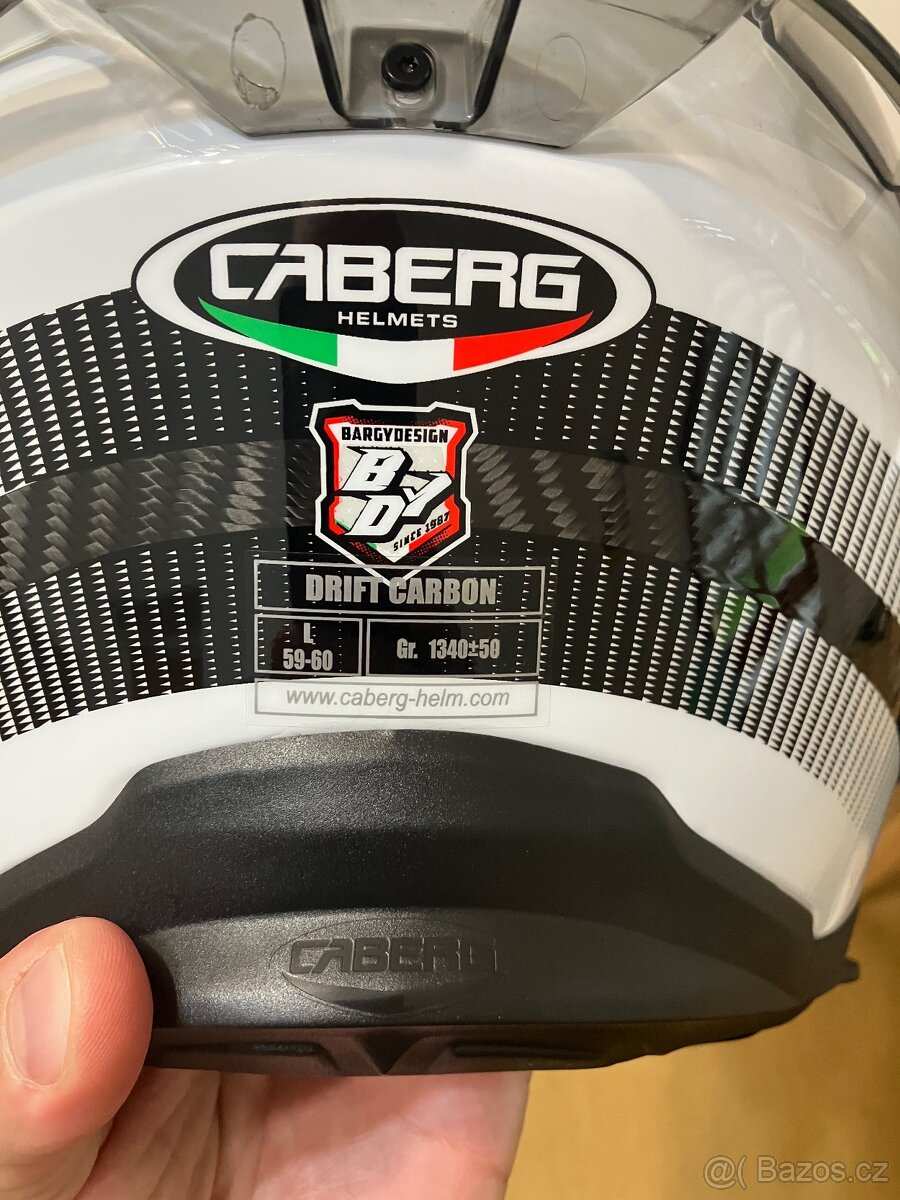 CABERG
HELMETS
BARGYDESIGN
BD7
SINCE 1987
DRIFT CARBON
L
59-60
Gr. 1340±50
www.caberg-helm.com
CABERG
@( Bazos.cz